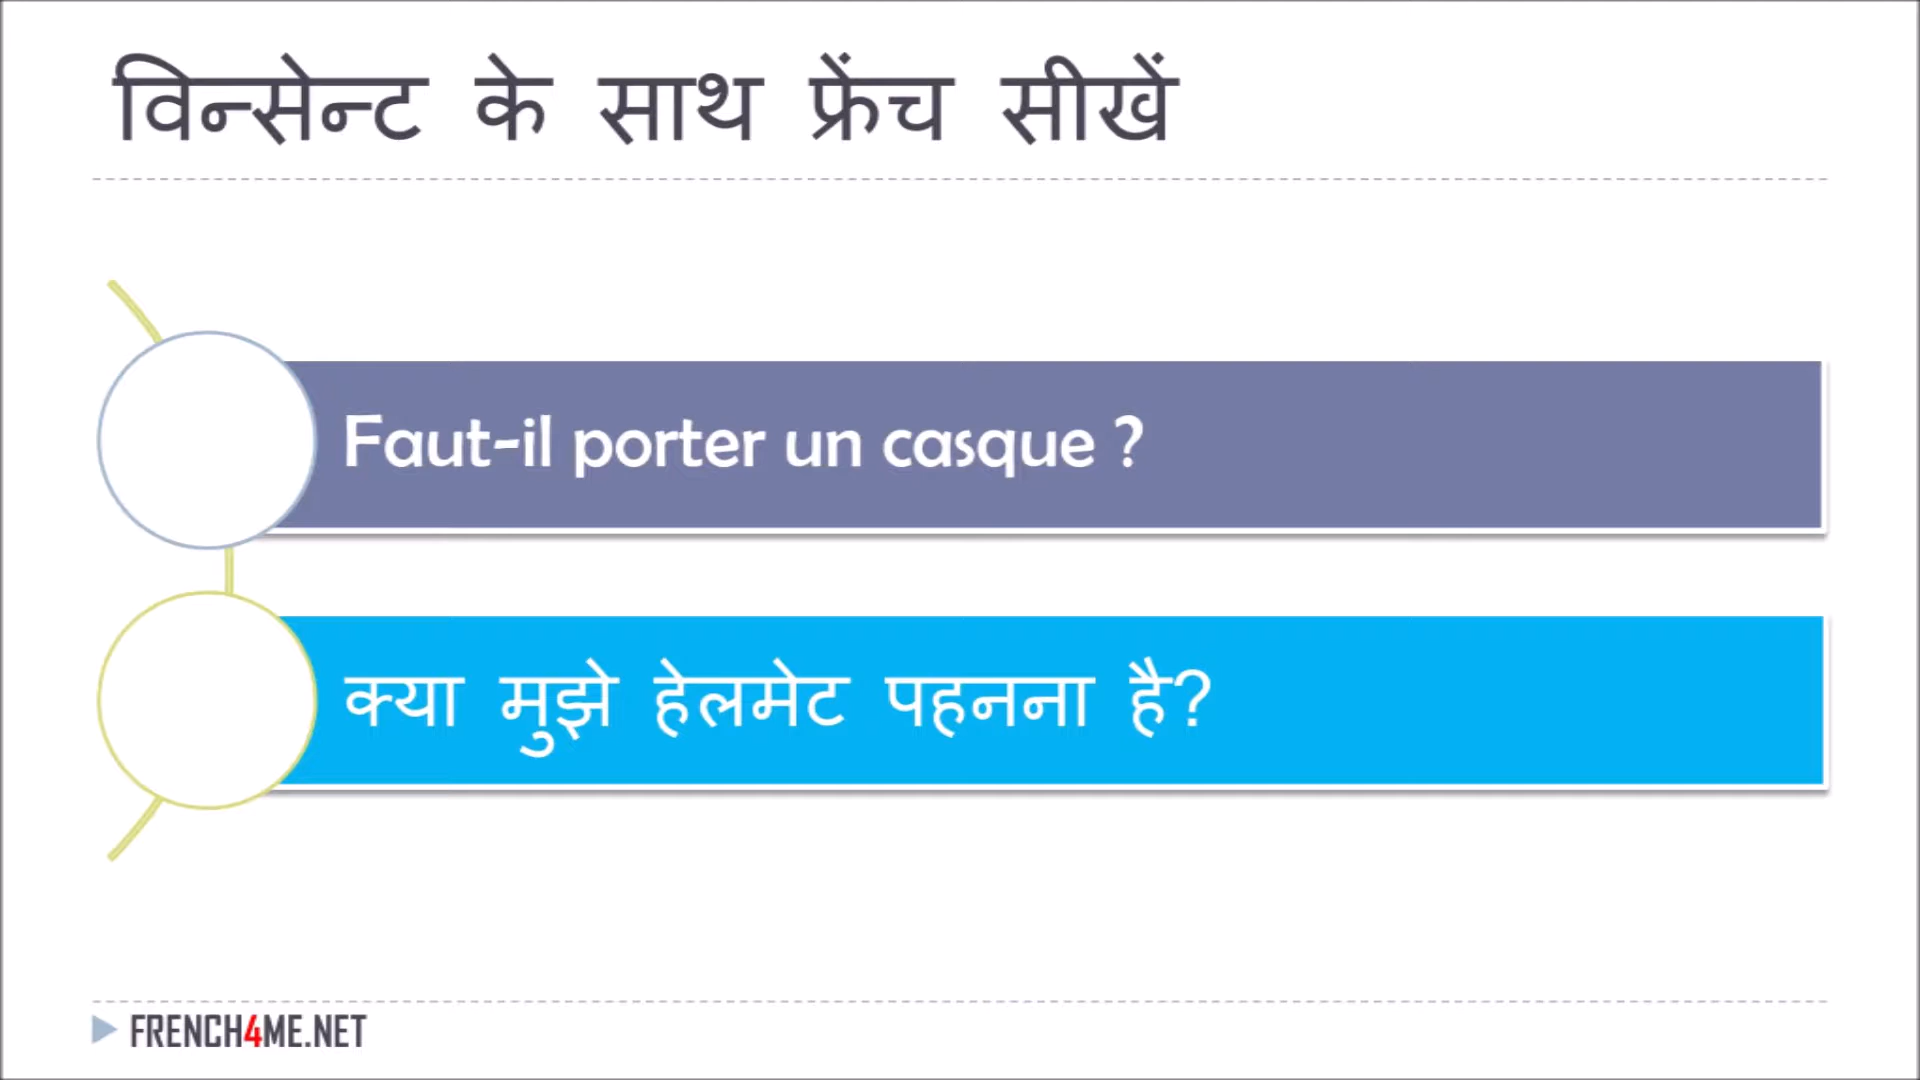 विन्सेन्ट के साथ फ्रेंच सीखें
Faut-il porter un casque ?
क्या मुझे हेलमेट पहनना है?
FRENCH4ME.NET